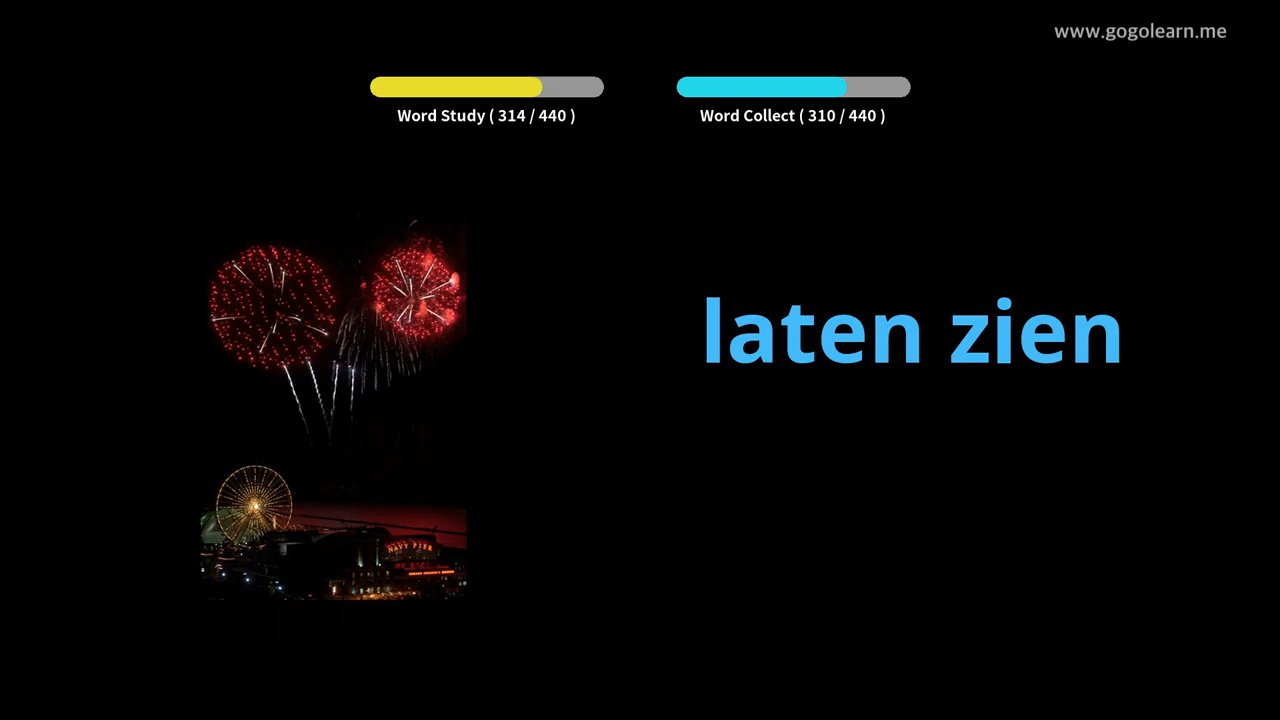 www.gogolearn.me
Word Study ( 314 / 440 )
Word Collect ( 310 / 440 )
laten zien
NAVY PIER